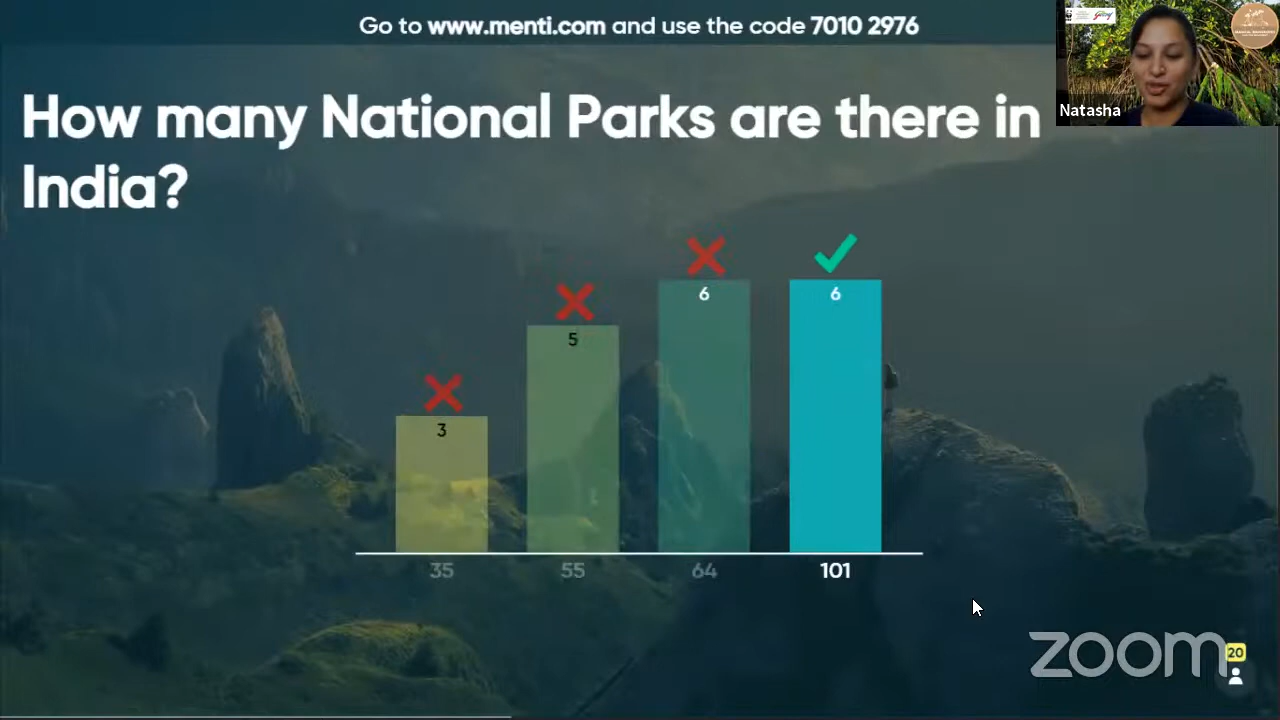 Go to www.menti.com and use the code 7010 2976
Natasha
How many National Parks are there in
India?
6
6
5
3
35
55
64
101
zoom
20